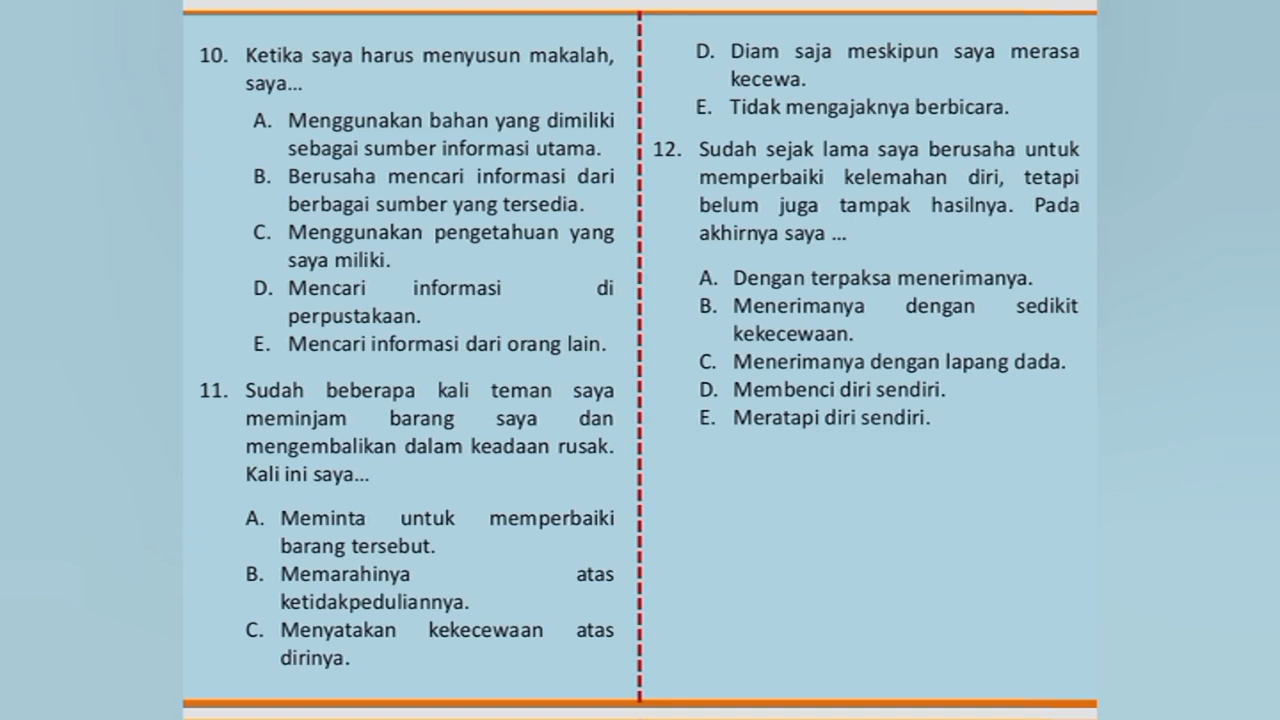 10. Ketika saya harus menyusun makalah,
saya...
A. Menggunakan bahan yang dimiliki
sebagai sumber informasi utama.
B. Berusaha mencari informasi dari
berbagai sumber yang tersedia.
C. Menggunakan pengetahuan yang
saya miliki.
D. Mencari informasi di
perpustakaan.
E. Mencari informasi dari orang lain.
11. Sudah beberapa kali teman saya
meminjam barang saya dan
mengembalikan dalam keadaan rusak.
Kali ini saya...
A. Meminta untuk memperbaiki
barang tersebut.
B. Memarahinya atas
ketidakpeduliannya.
C. Menyatakan kekecewaan atas
dirinya.
D. Diam saja meskipun saya merasa
kecewa.
E. Tidak mengajaknya berbicara.
12. Sudah sejak lama saya berusaha untuk
memperbaiki kelemahan diri, tetapi
belum juga tampak hasilnya. Pada
akhirnya saya ...
A. Dengan terpaksa menerimanya.
B. Menerimanya dengan sedikit
kekecewaan.
C. Menerimanya dengan lapang dada.
D. Membenci diri sendiri.
E. Meratapi diri sendiri.